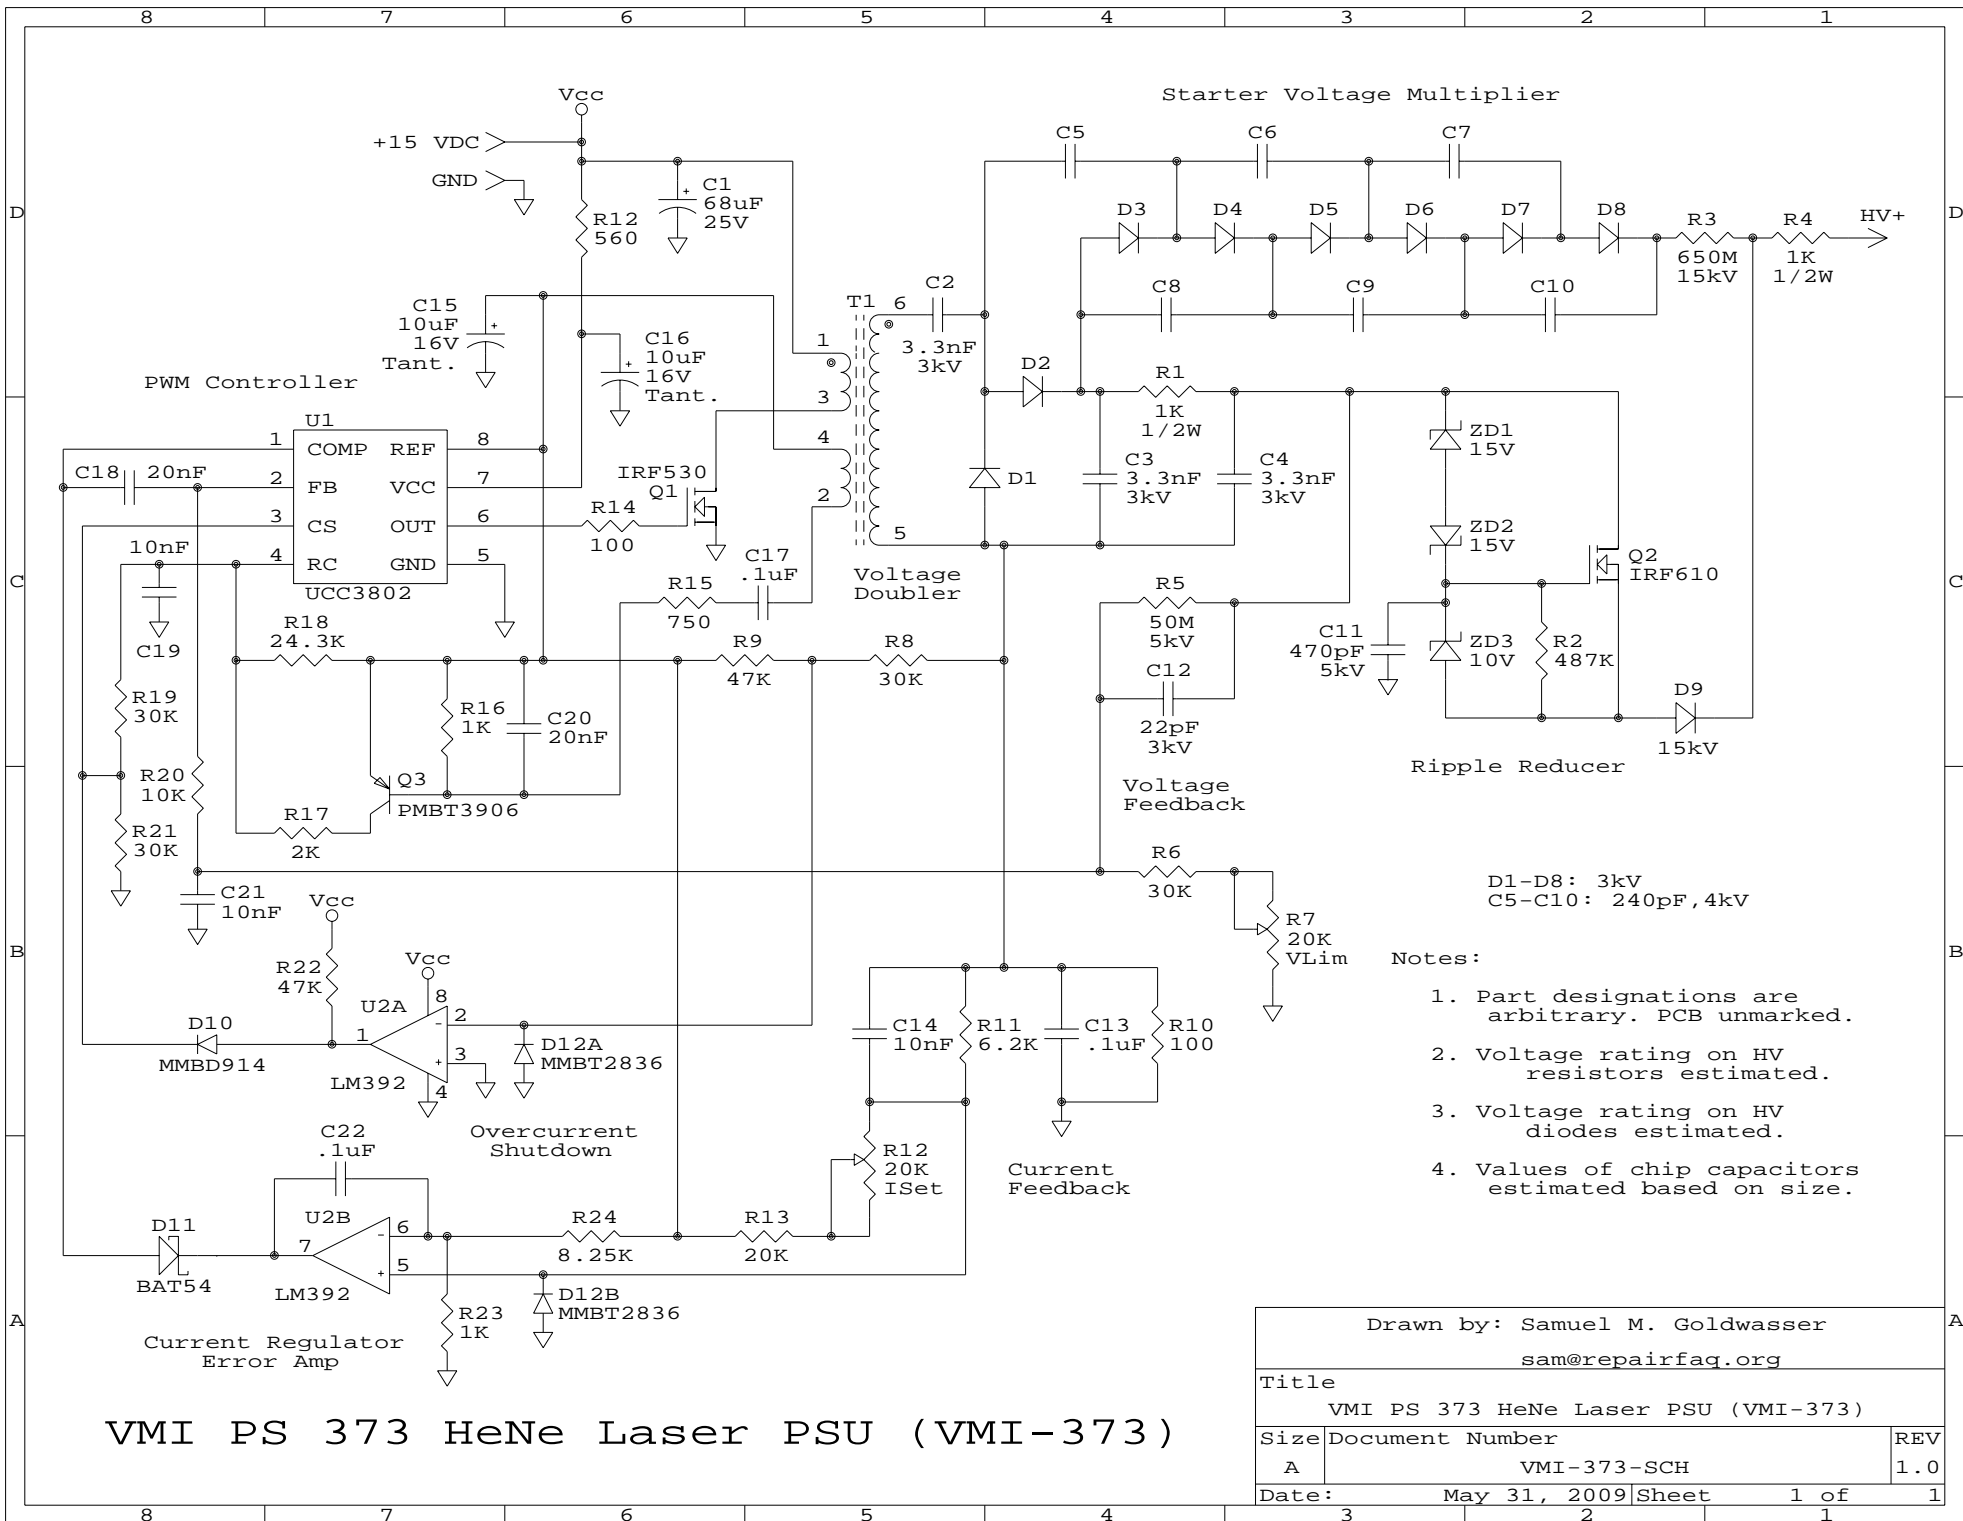 8 7 6 5 4 3 2 1
Starter Voltage Multiplier
Vcc
+15 VDC
GND
C1
68uF
25V
R12
560
C5
C6
C7
D3
D4
D5
D6
D7
D8
R3
650M
15kV
R4
1K
1/2W
HV+
D
D
C8
C9
C10
C15
10uF
16V
Tant.
C16
10uF
16V
Tant.
T1
6
1
3
4
2
5
C2
3.3nF
3kV
D2
R1
1K
1/2W
PWM Controller
U1
1 COMP REF 8
2 FB VCC 7
3 CS OUT 6
4 RC GND 5
UCC3802
C18
20nF
10nF
C19
IRF530
Q1
R14
100
D1
C3
3.3nF
3kV
C4
3.3nF
3kV
ZD1
15V
ZD2
15V
Q2
IRF610
C
C
Voltage
Doubler
C17
.1uF
R15
750
R5
50M
5kV
C11
470pF
5kV
ZD3
10V
R2
487K
D9
15kV
R18
24.3K
R9
47K
R8
30K
C12
22pF
3kV
R19
30K
R16
1K
C20
20nF
Ripple Reducer
Voltage
Feedback
R20
10K
Q3
PMBT3906
R17
2K
R21
30K
R6
30K
D1-D8: 3kV
C5-C10: 240pF,4kV
C21
10nF
Vcc
R7
20K
VLim
B
B
R22
47K
Vcc
U2A
8
2
-
3
+
1
4
LM392
D10
MMBD914
D12A
MMBT2836
C14
10nF
R11
6.2K
C13
.1uF
R10
100
Notes:
1. Part designations are
arbitrary. PCB unmarked.
2. Voltage rating on HV
resistors estimated.
3. Voltage rating on HV
diodes estimated.
4. Values of chip capacitors
estimated based on size.
Overcurrent
Shutdown
C22
.1uF
R12
20K
ISet
Current
Feedback
D11
BAT54
U2B
7
6
-
5
+
LM392
R24
8.25K
R13
20K
D12B
MMBT2836
R23
1K
A
A
Current Regulator
Error Amp
VMI PS 373 HeNe Laser PSU (VMI-373)
Drawn by: Samuel M. Goldwasser
sam@repairfaq.org
Title
VMI PS 373 HeNe Laser PSU (VMI-373)
Size Document Number REV
A VMI-373-SCH 1.0
Date: May 31, 2009 Sheet 1 of 1
8 7 6 5 4 3 2 1